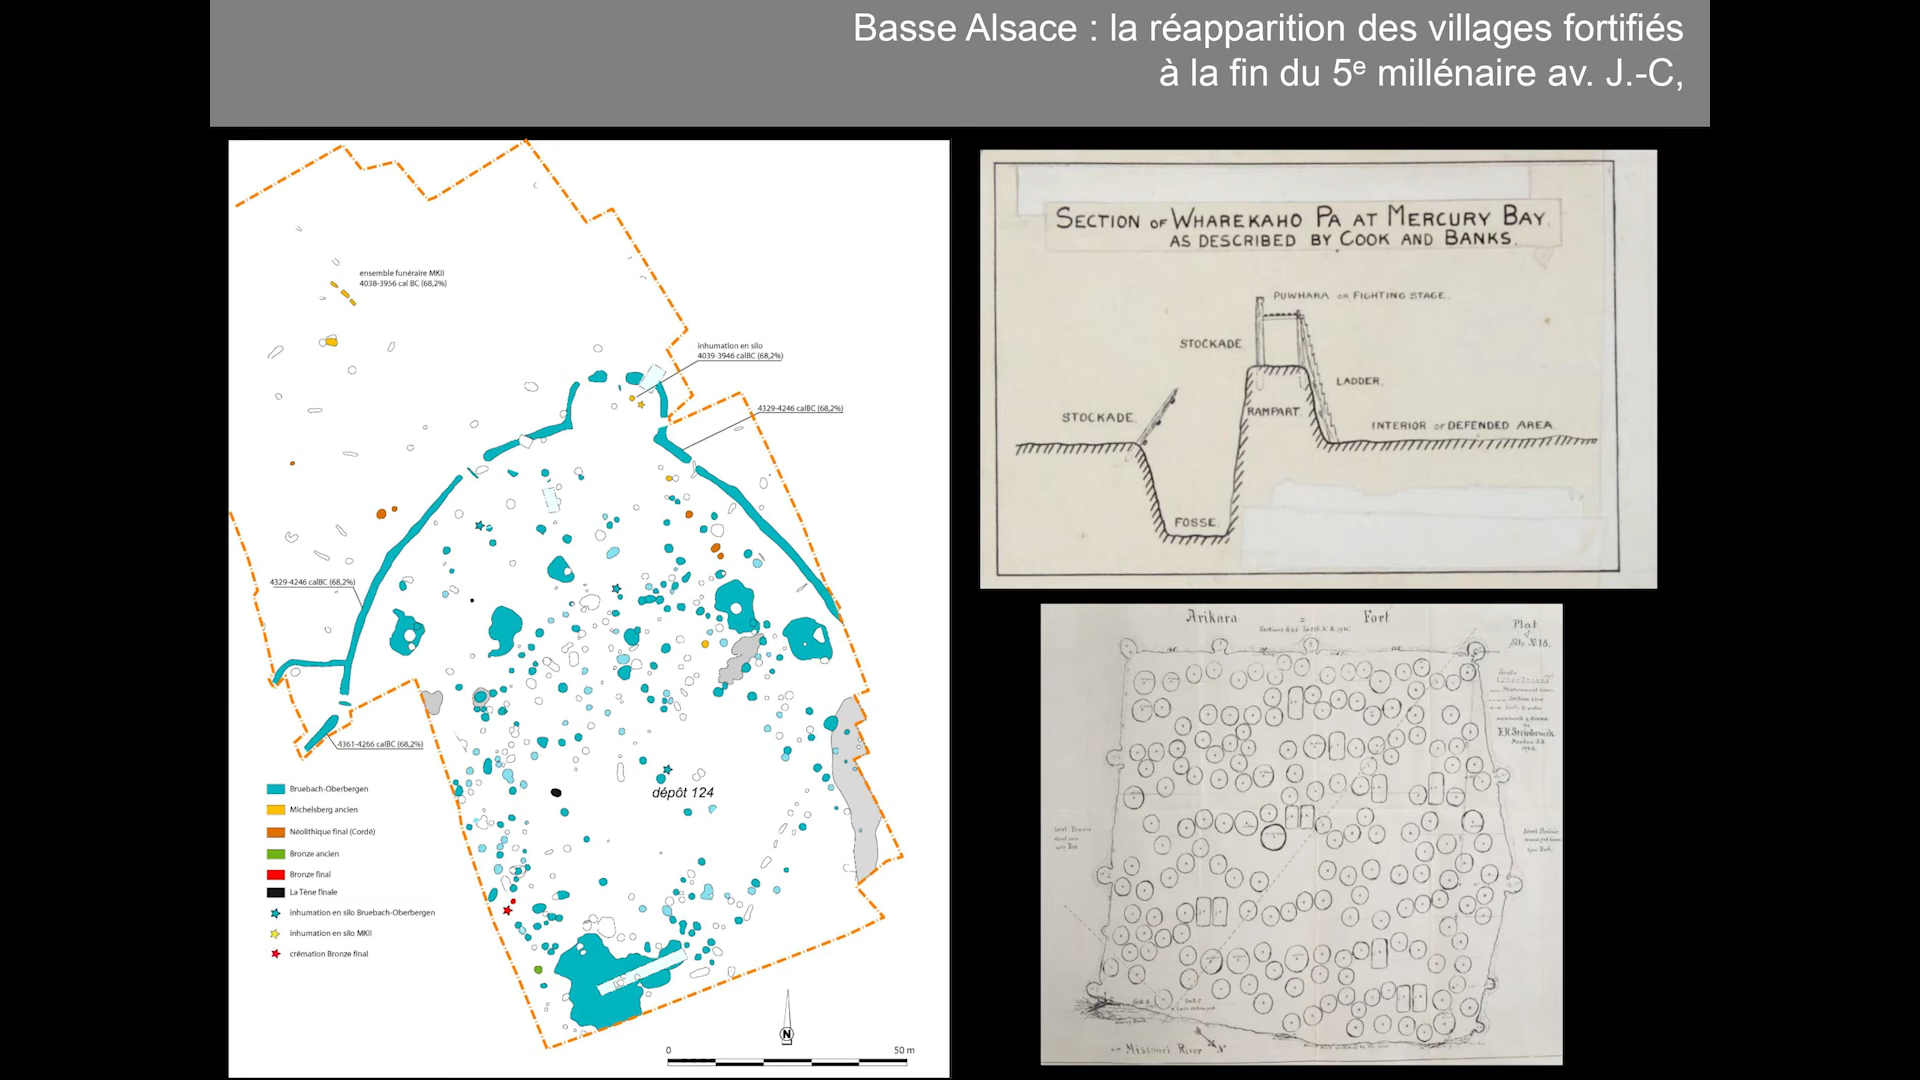 Basse Alsace : la réapparition des villages fortifiés
à la fin du 5e millénaire av. J.-C,
ensemble funéraire MKII
4038-3956 cal BC (68,2%)
inhumation en silo
4039-3946 calBC (68,2%)
4329-4246 calBC (68,2%)
4329-4246 calBC (68,2%)
4361-4266 calBC (68,2%)
dépôt 124
Bruebach-Oberbergen
Michelsberg ancien
Néolithique final (Cordé)
Bronze ancien
Bronze final
La Tène finale
inhumation en silo Bruebach-Oberbergen
inhumation en silo MKII
crémation Bronze final
N
0 50 m
SECTION OF WHAREKAHO PA AT MERCURY BAY.
AS DESCRIBED BY COOK AND BANKS.
PUWHARA OR FIGHTING STAGE.
STOCKADE.
LADDER.
STOCKADE.
RAMPART.
INTERIOR OF DEFENDED AREA.
FOSSE.
Arikara = Fort
Plat
Site No 18.
Scale
E.R. Steinbrueck
Missouri River
N